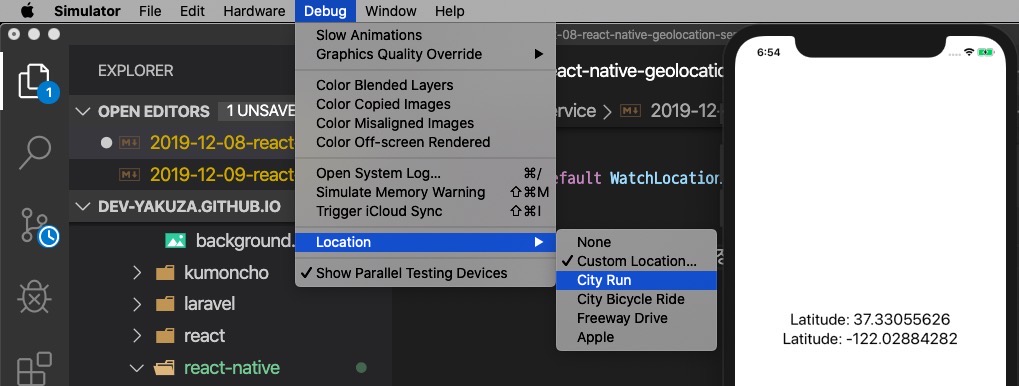 Simulator File Edit Hardware Debug Window Help
Slow Animations
Graphics Quality Override
Color Blended Layers
Color Copied Images
Color Misaligned Images
Color Off-screen Rendered
Open System Log... ⌘/
Simulate Memory Warning ⇧⌘M
Trigger iCloud Sync ⇧⌘I
Location
✓ Show Parallel Testing Devices
None
✓ Custom Location...
City Run
City Bicycle Ride
Freeway Drive
Apple
-08-react-native-geolocation-se
EXPLORER
1
OPEN EDITORS 1 UNSAVE
2019-12-08-react
2019-12-09-react
DEV-YAKUZA.GITHUB.IO
background.
kumoncho
laravel
react
react-native
act-native-geolocatio
rvice > M↓ 2019-12-
efault WatchLocation
6:54
Latitude: 37.33055626
Latitude: -122.02884282